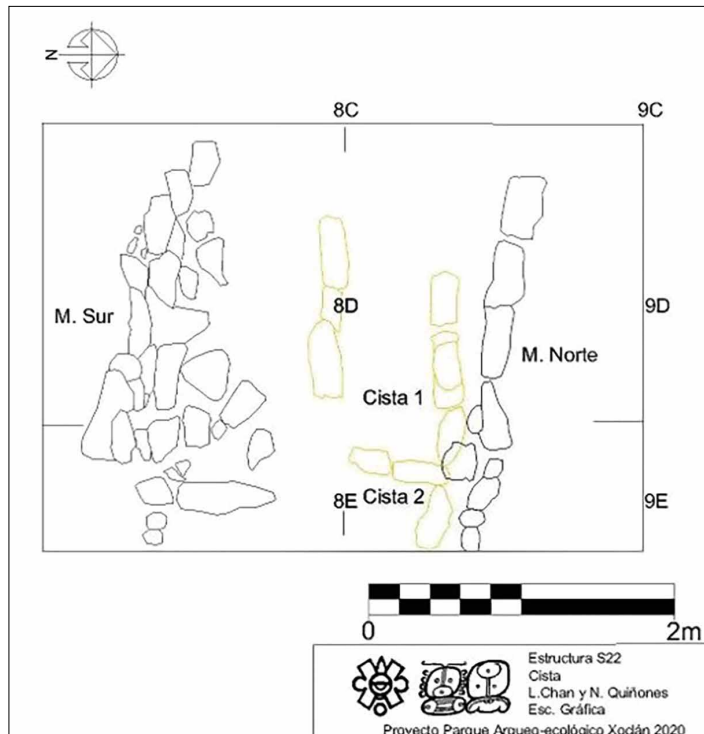 N
8C
9C
M. Sur
8D
9D
M. Norte
Cista 1
Cista 2
8E
9E
0
2m
Estructura S22
Cista
L.Chan y N. Quiñones
Esc. Gráfica
Proyecto Parque Arqueo-ecológico Xoclán 2020